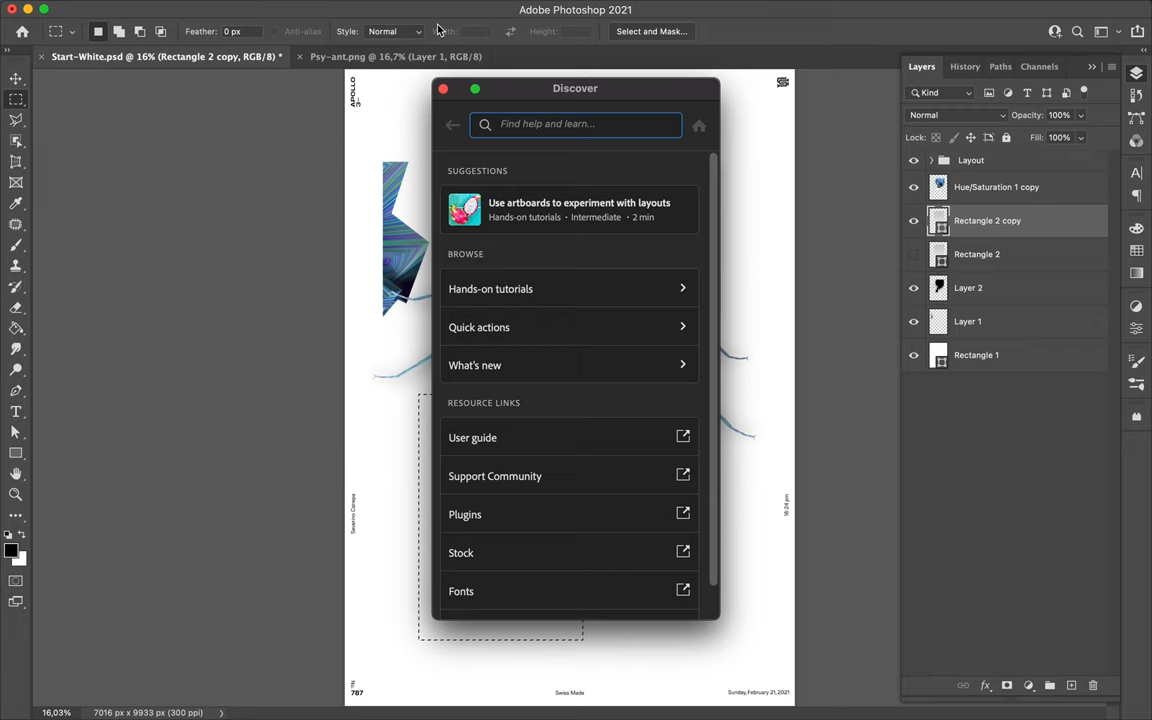 Adobe Photoshop 2021
Feather: 0 px
Anti-alias
Style: Normal
Width:
Height:
Select and Mask...
Start-White.psd @ 16% (Rectangle 2 copy, RGB/8) *
Psy-ant.png @ 16,7% (Layer 1, RGB/8)
Layers
History
Paths
Channels
Kind
Normal
Opacity: 100%
Lock:
Fill: 100%
Layout
Hue/Saturation 1 copy
Rectangle 2 copy
Rectangle 2
Layer 2
Layer 1
Rectangle 1
Discover
Find help and learn...
SUGGESTIONS
Use artboards to experiment with layouts
Hands-on tutorials • Intermediate • 2 min
BROWSE
Hands-on tutorials
Quick actions
What's new
RESOURCE LINKS
User guide
Support Community
Plugins
Stock
Fonts
APOLLO
Severino Canepa
16:24 pm
787
Swiss Made
Sunday, February 21, 2021
16,03%
7016 px x 9933 px (300 ppi)